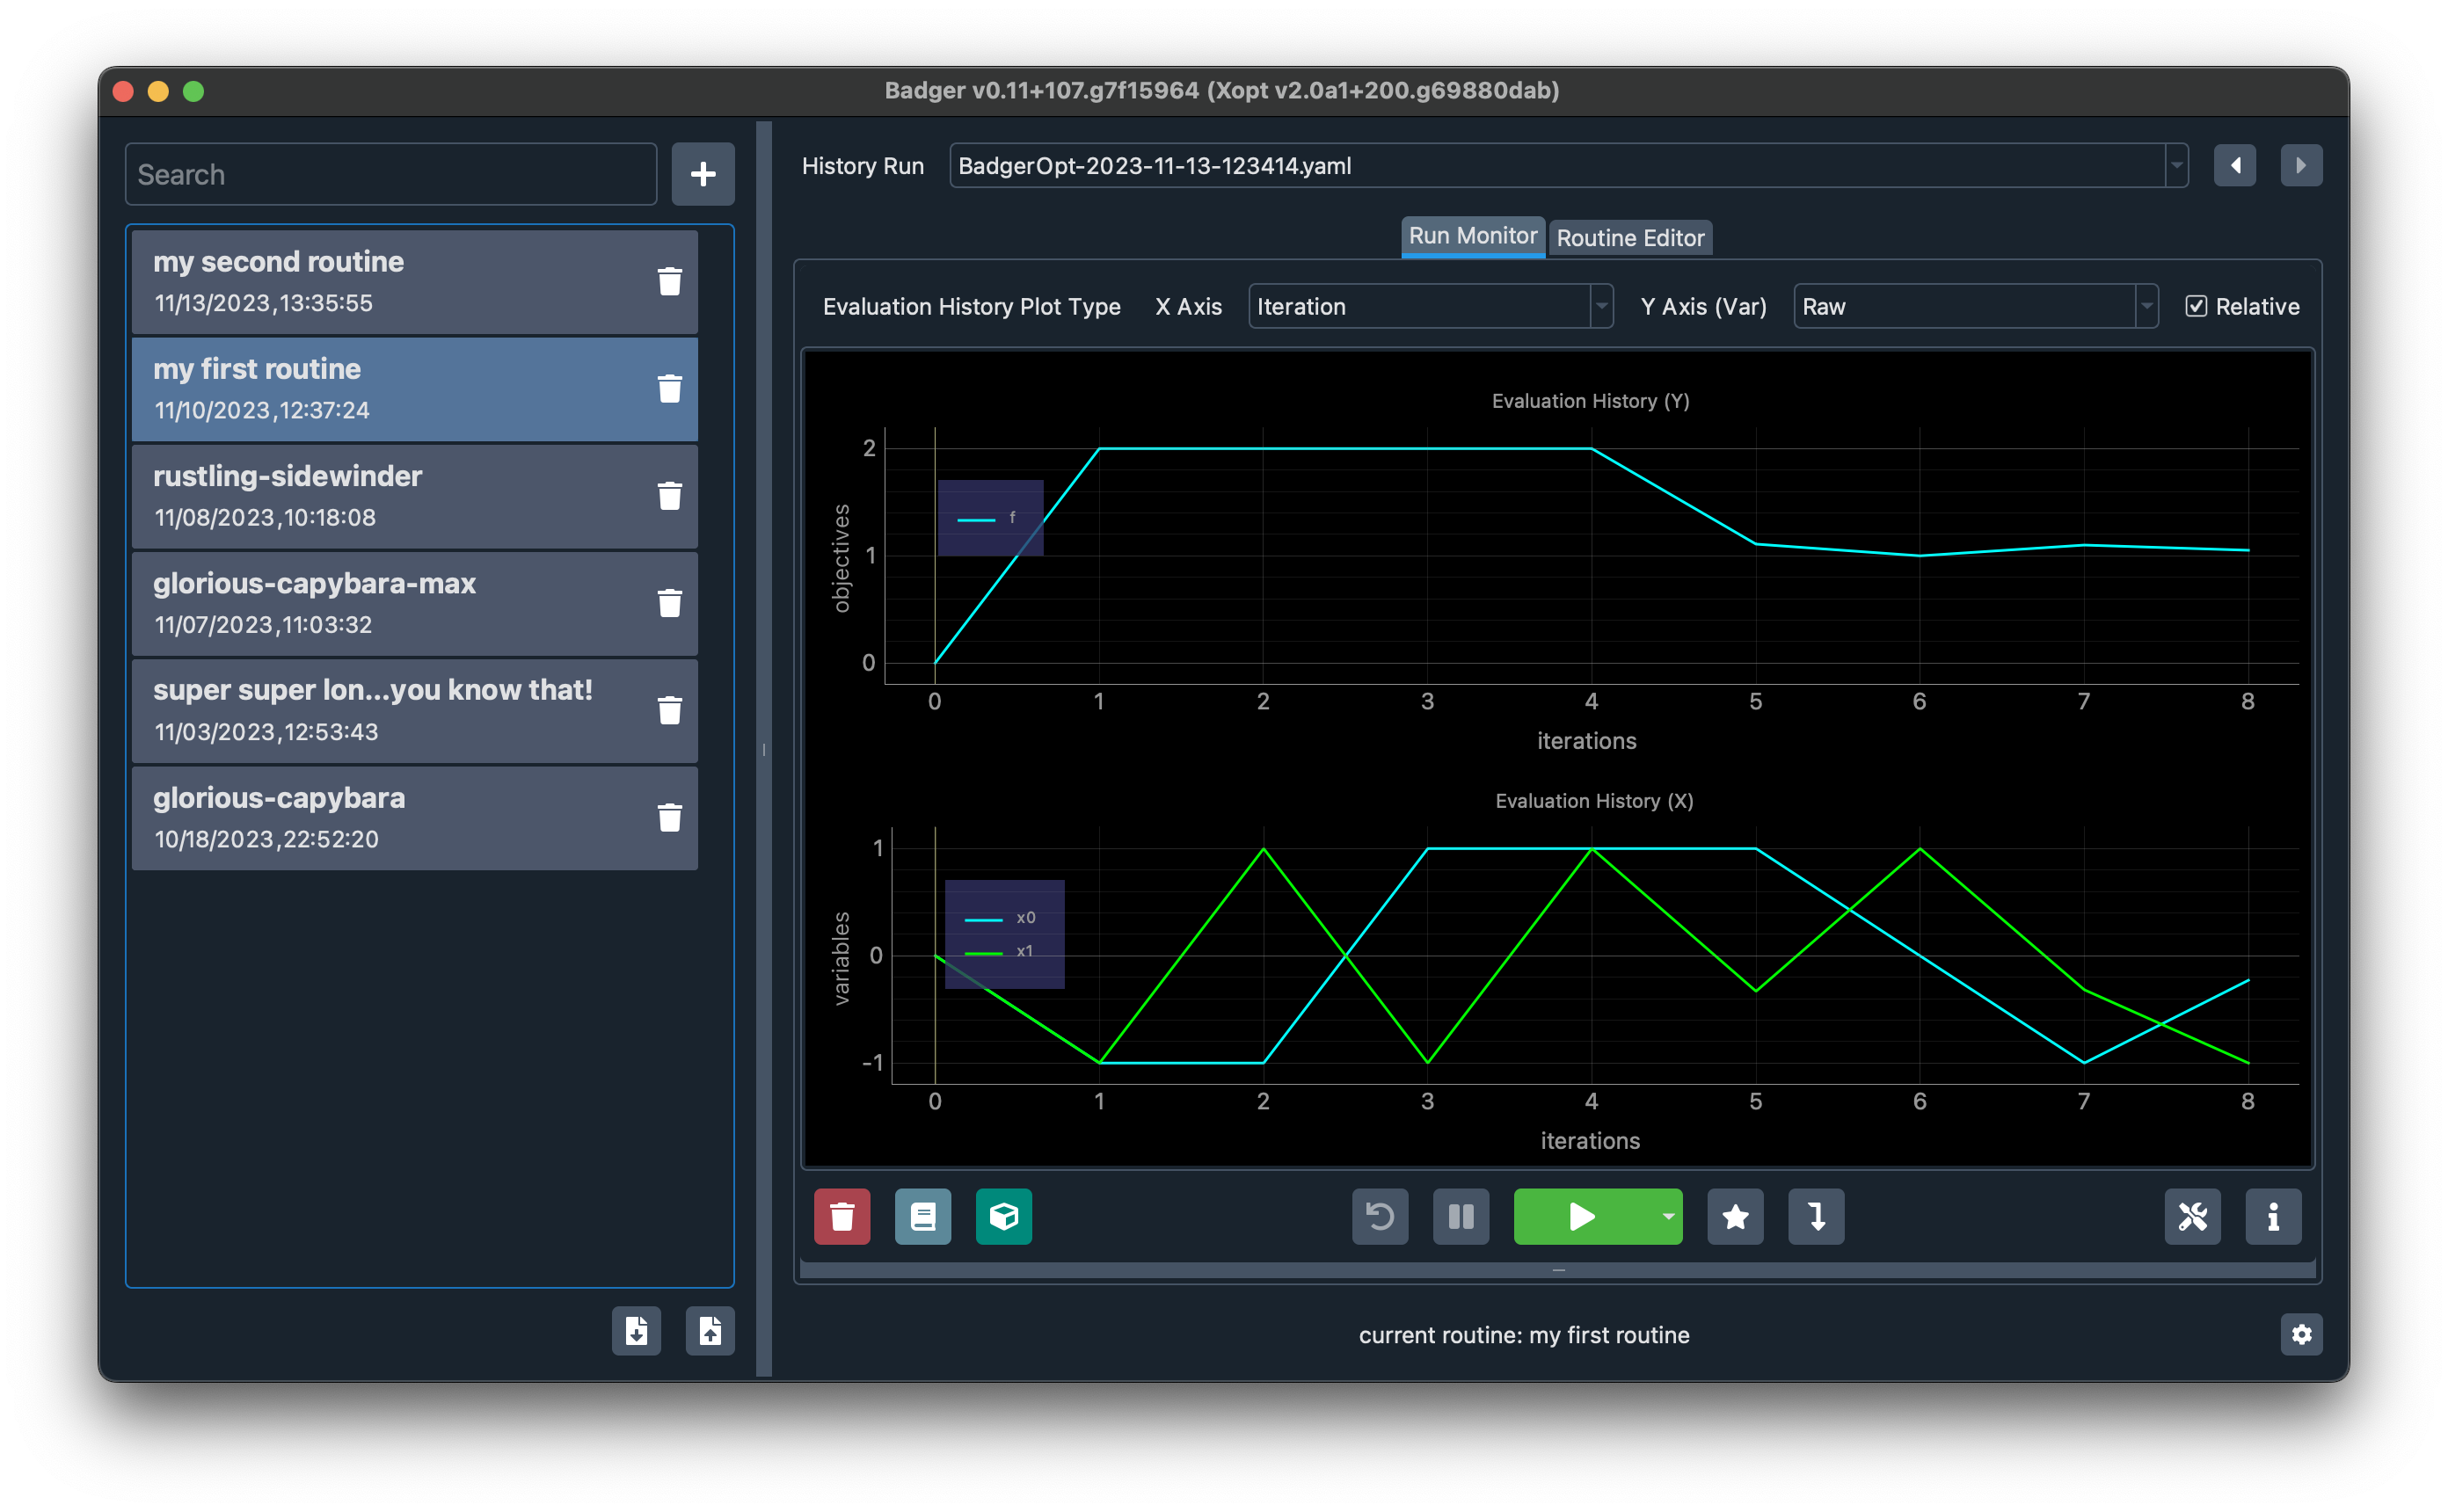 Badger v0.11+107.g7f15964 (Xopt v2.0a1+200.g69880dab)
Search
my second routine
11/13/2023,13:35:55
my first routine
11/10/2023,12:37:24
rustling-sidewinder
11/08/2023,10:18:08
glorious-capybara-max
11/07/2023,11:03:32
super super lon...you know that!
11/03/2023,12:53:43
glorious-capybara
10/18/2023,22:52:20
History Run BadgerOpt-2023-11-13-123414.yaml
Run Monitor Routine Editor
Evaluation History Plot Type X Axis Iteration Y Axis (Var) Raw Relative
Evaluation History (Y)
objectives
2
1
0
f
0 1 2 3 4 5 6 7 8
iterations
Evaluation History (X)
variables
1
0
-1
x0
x1
0 1 2 3 4 5 6 7 8
iterations
current routine: my first routine